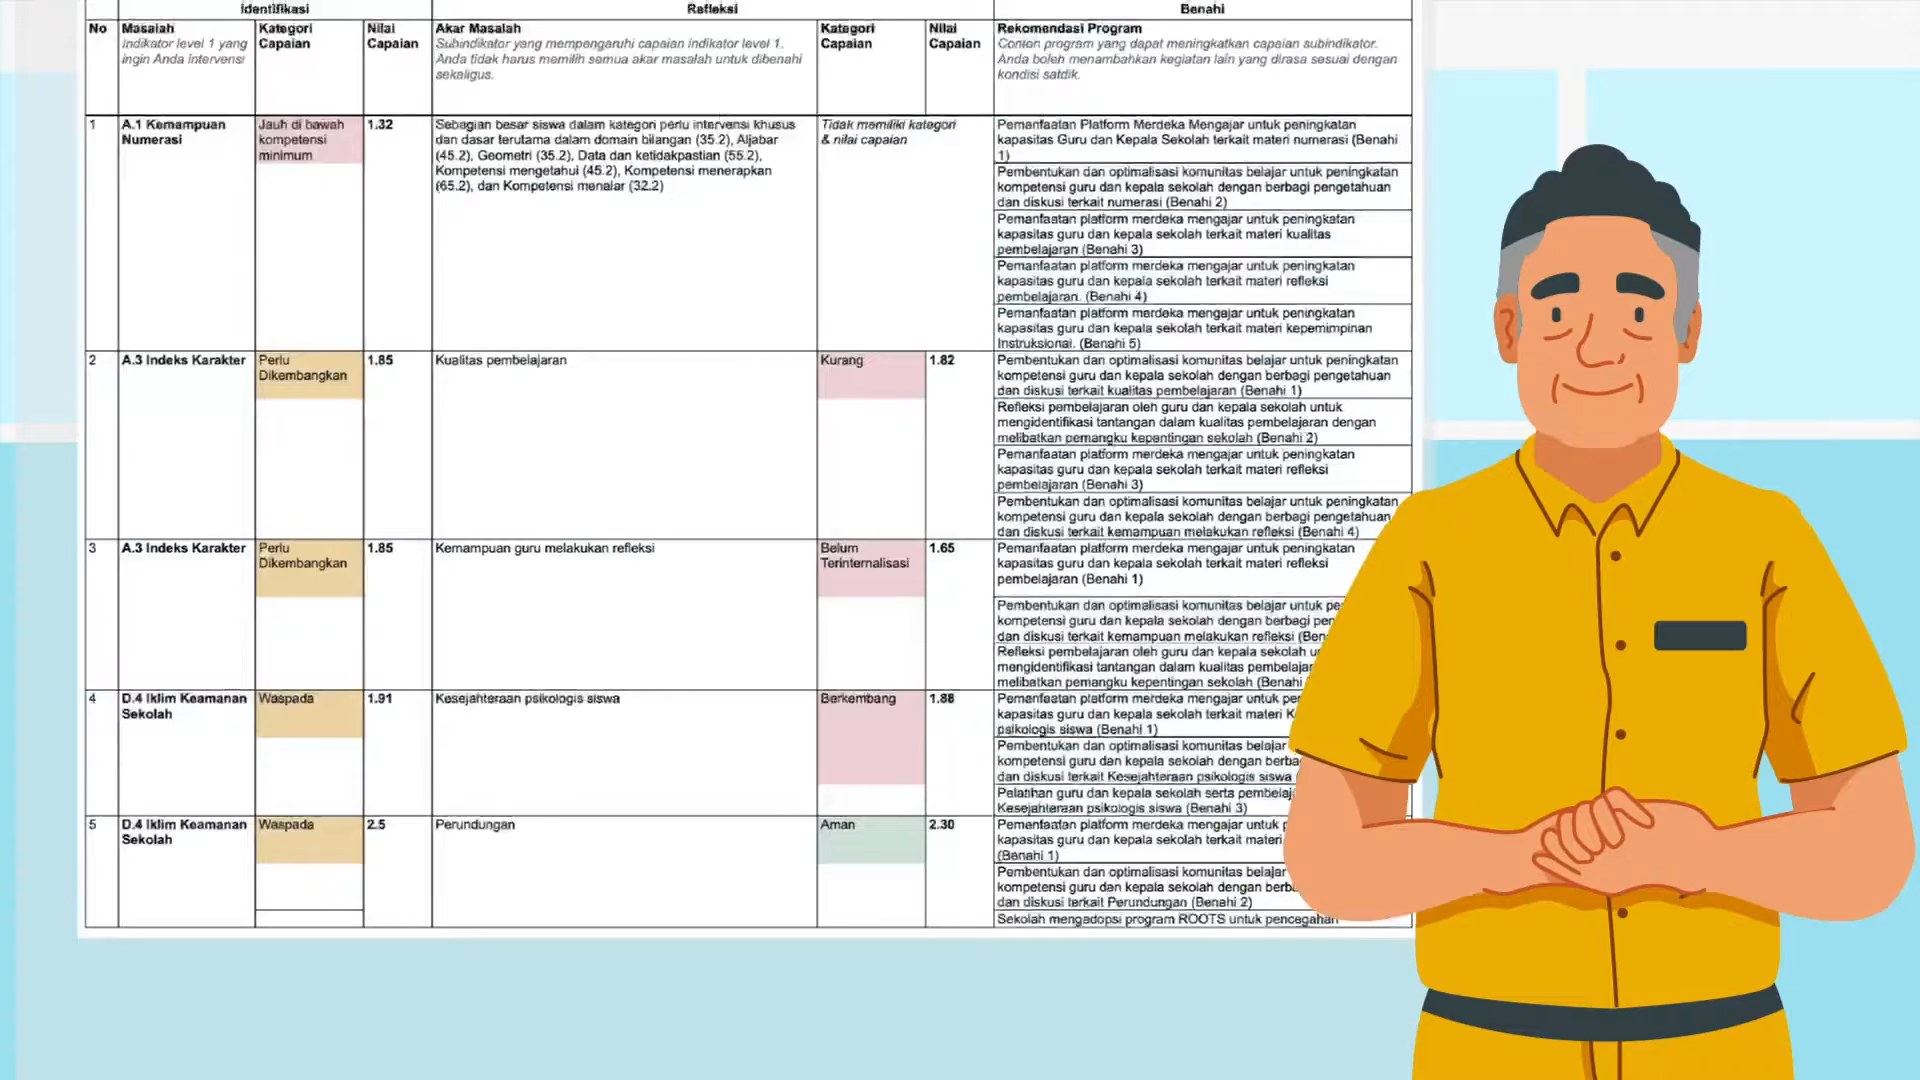 Identifikasi
Refleksi
Benahi
No
Masalah
Indikator level 1 yang
ingin Anda intervensi
Kategori
Capaian
Nilai
Capaian
Akar Masalah
Subindikator yang mempengaruhi capaian indikator level 1.
Anda tidak harus memilih semua akar masalah untuk dibenahi
sekaligus.
Kategori
Capaian
Nilai
Capaian
Rekomendasi Program
Conton program yang dapat meningkatkan capaian subindikator.
Anda boleh menambahkan kegiatan lain yang dirasa sesuai dengan
kondisi satdik.
1
A.1 Kemampuan
Numerasi
Jauh di bawah
kompetensi
minimum
1.32
Sebagian besar siswa dalam kategori perlu intervensi khusus
dan dasar terutama dalam domain bilangan (35.2), Aljabar
(45.2), Geometri (35.2), Data dan ketidakpastian (55.2),
Kompetensi mengetahui (45.2), Kompetensi menerapkan
(65.2), dan Kompetensi menalar (32.2)
Tidak memiliki kategori
& nilai capaian
Pemanfaatan Platform Merdeka Mengajar untuk peningkatan
kapasitas Guru dan Kepala Sekolah terkait materi numerasi (Benahi
1)
Pembentukan dan optimalisasi komunitas belajar untuk peningkatan
kompetensi guru dan kepala sekolah dengan berbagi pengetahuan
dan diskusi terkait numerasi (Benahi 2)
Pemanfaatan platform merdeka mengajar untuk peningkatan
kapasitas guru dan kepala sekolah terkait materi kualitas
pembelajaran (Benahi 3)
Pemanfaatan platform merdeka mengajar untuk peningkatan
kapasitas guru dan kepala sekolah terkait materi refleksi
pembelajaran. (Benahi 4)
Pemanfaatan platform merdeka mengajar untuk peningkatan
kapasitas guru dan kepala sekolah terkait materi kepemimpinan
Instruksional. (Benahi 5)
2
A.3 Indeks Karakter
Perlu
Dikembangkan
1.85
Kualitas pembelajaran
Kurang
1.82
Pembentukan dan optimalisasi komunitas belajar untuk peningkatan
kompetensi guru dan kepala sekolah dengan berbagi pengetahuan
dan diskusi terkait kualitas pembelajaran (Benahi 1)
Refleksi pembelajaran oleh guru dan kepala sekolah untuk
mengidentifikasi tantangan dalam kualitas pembelajaran dengan
melibatkan pemangku kepentingan sekolah (Benahi 2)
Pemanfaatan platform merdeka mengajar untuk peningkatan
kapasitas guru dan kepala sekolah terkait materi refleksi
pembelajaran (Benahi 3)
Pembentukan dan optimalisasi komunitas belajar untuk peningkatan
kompetensi guru dan kepala sekolah dengan berbagi pengetahuan
dan diskusi terkait kemampuan melakukan refleksi (Benahi 4)
3
A.3 Indeks Karakter
Perlu
Dikembangkan
1.85
Kemampuan guru melakukan refleksi
Belum
Terinternalisasi
1.65
Pemanfaatan platform merdeka mengajar untuk peningkatan
kapasitas guru dan kepala sekolah terkait materi refleksi
pembelajaran (Benahi 1)
Pembentukan dan optimalisasi komunitas belajar untuk
kompetensi guru dan kepala sekolah dengan berbagi
dan diskusi terkait kemampuan melakukan refleksi
Refleksi pembelajaran oleh guru dan kepala sekolah
mengidentifikasi tantangan dalam kualitas
melibatkan pemangku kepentingan sekolah (Benahi
4
D.4 Iklim Keamanan
Sekolah
Waspada
1.91
Kesejahteraan psikologis siswa
Berkembang
1.88
Pemanfaatan platform merdeka mengajar untuk
kapasitas guru dan kepala sekolah terkait materi
psikologis siswa (Benahi 1)
Pembentukan dan optimalisasi komunitas belajar
kompetensi guru dan kepala sekolah dengan
dan diskusi terkait Kesejahteraan psikologis siswa
Pelatihan guru dan kepala sekolah serta
Kesejahteraan psikologis siswa (Benahi 3)
5
D.4 Iklim Keamanan
Sekolah
Waspada
2.5
Perundungan
Aman
2.30
Pemanfaatan platform merdeka mengajar untuk
kapasitas guru dan kepala sekolah terkait materi
(Benahi 1)
Pembentukan dan optimalisasi komunitas belajar
kompetensi guru dan kepala sekolah dengan
dan diskusi terkait Perundungan (Benahi 2)
Sekolah mengadopsi program ROOTS untuk pencegahan